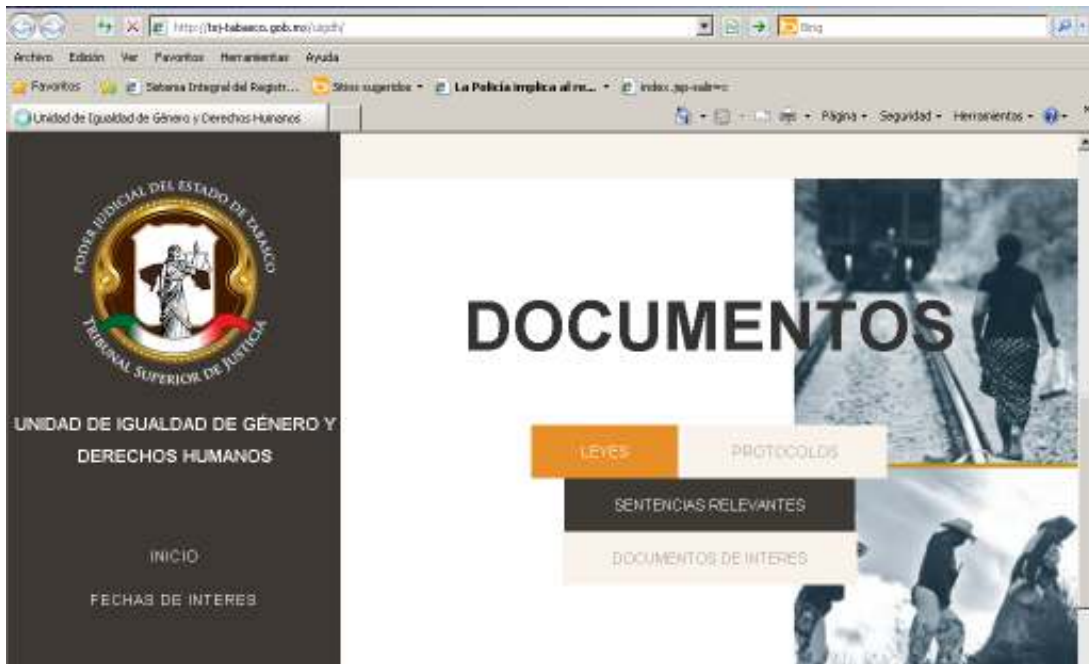 http://tsj-tabasco.gob.mx/uigdh/
Bing
Archivo Edición Ver Favoritos Herramientas Ayuda
Favoritos Sistema Integral del Registr... Sitios sugeridos La Policía implica al re... index.jsp-sub==
Unidad de Igualdad de Género y Derechos Humanos
Página Seguridad Herramientas
PODER JUDICIAL DEL ESTADO DE TABASCO
TRIBUNAL SUPERIOR DE JUSTICIA
UNIDAD DE IGUALDAD DE GÉNERO Y
DERECHOS HUMANOS
INICIO
FECHAS DE INTERES
DOCUMENTOS
LEYES PROTOCOLOS
SENTENCIAS RELEVANTES
DOCUMENTOS DE INTERES